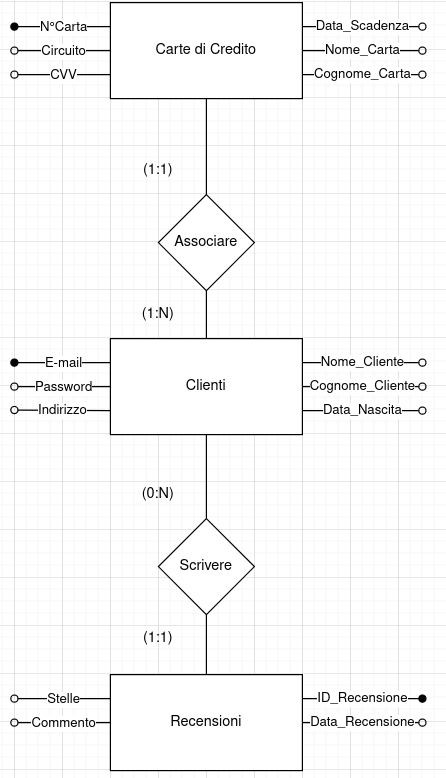 N°Carta
Circuito
CVV
Carte di Credito
Data_Scadenza
Nome_Carta
Cognome_Carta
(1:1)
Associare
(1:N)
E-mail
Password
Indirizzo
Clienti
Nome_Cliente
Cognome_Cliente
Data_Nascita
(0:N)
Scrivere
(1:1)
Stelle
Commento
Recensioni
ID_Recensione
Data_Recensione